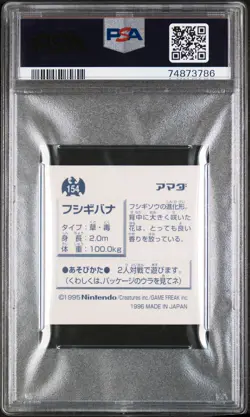 PSA
74873786
154
アマダ
フシギバナ
タイプ：草・毒
身　長：2.0m
体　重：100.0kg
フシギソウの進化形。
背中に大きく咲いた
花は、とっても良い
香りを放っている。
●あそびかた● 2人対戦で遊びます。
（くわしくは、パッケージのウラを見てネ）
©1995 Nintendo/Creatures inc./GAME FREAK inc.
1996 MADE IN JAPAN